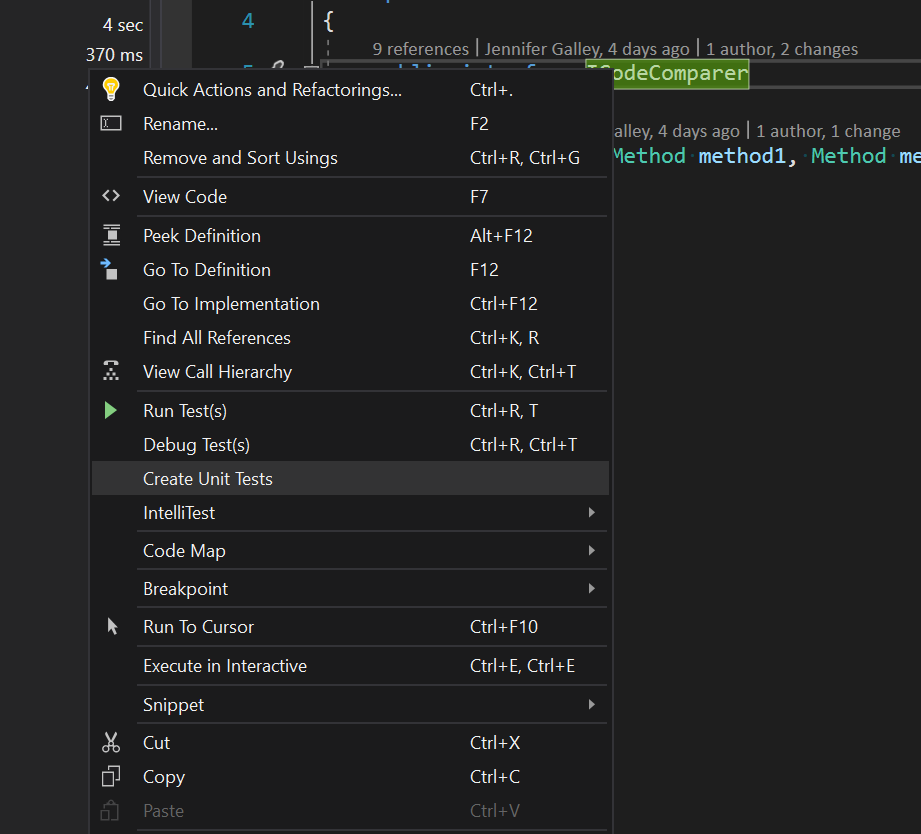 4 sec
370 ms
4
{
9 references | Jennifer Galley, 4 days ago | 1 author, 2 changes
ICodeComparer
alley, 4 days ago | 1 author, 1 change
Method method1, Method me
Quick Actions and Refactorings... Ctrl+.
Rename... F2
Remove and Sort Usings Ctrl+R, Ctrl+G
View Code F7
Peek Definition Alt+F12
Go To Definition F12
Go To Implementation Ctrl+F12
Find All References Ctrl+K, R
View Call Hierarchy Ctrl+K, Ctrl+T
Run Test(s) Ctrl+R, T
Debug Test(s) Ctrl+R, Ctrl+T
Create Unit Tests
IntelliTest
Code Map
Breakpoint
Run To Cursor Ctrl+F10
Execute in Interactive Ctrl+E, Ctrl+E
Snippet
Cut Ctrl+X
Copy Ctrl+C
Paste Ctrl+V